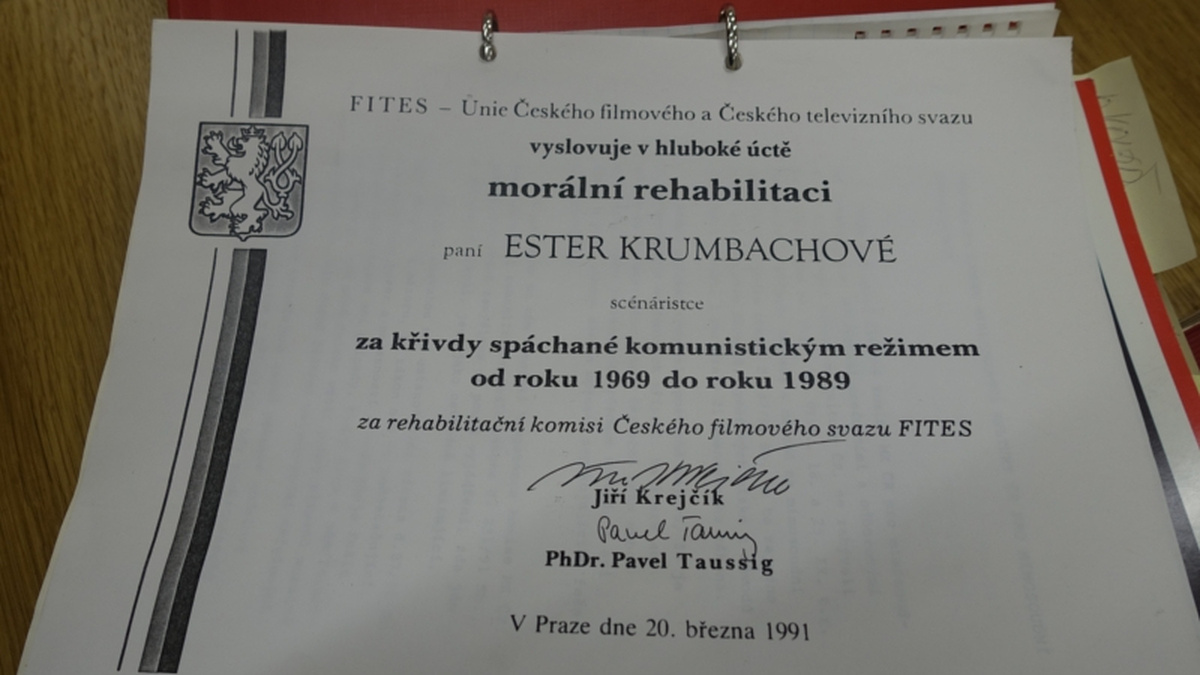 FITES – Unie Českého filmového a Českého televizního svazu
vyslovuje v hluboké úctě
morální rehabilitaci
paní ESTER KRUMBACHOVÉ
scénáristce
za křivdy spáchané komunistickým režimem
od roku 1969 do roku 1989
za rehabilitační komisi Českého filmového svazu FITES
Jiří Krejčík
Pavel Taussig
PhDr. Pavel Taussig
V Praze dne 20. března 1991